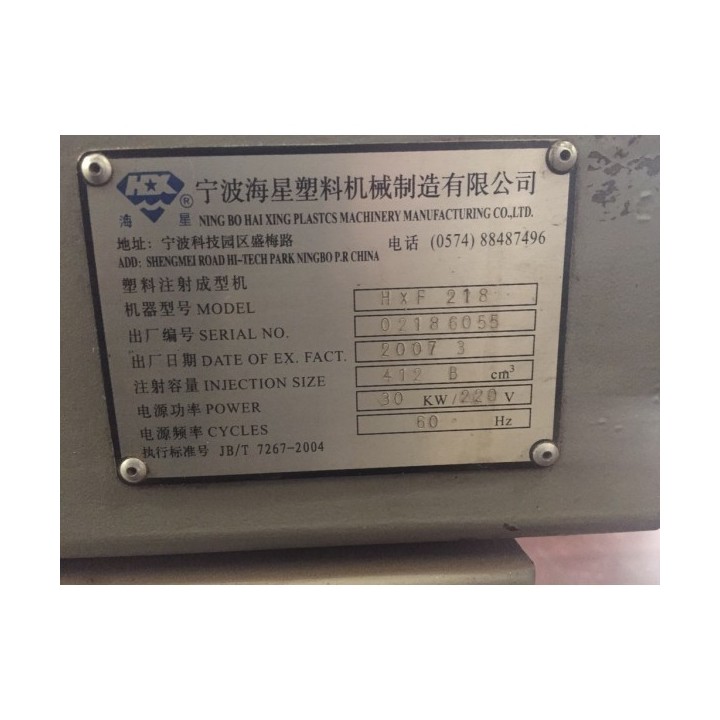 HXX ®
海 星
宁波海星塑料机械制造有限公司
NING BO HAI XING PLASTCS MACHINERY MANUFACTURING CO.,LTD.
地址: 宁波科技园区盛梅路 电话 (0574) 88487496
ADD: SHENGMEI ROAD HI-TECH PARK NINGBO P.R CHINA
塑料注射成型机
机器型号 MODEL HXF 218
出厂编号 SERIAL NO. 02186055
出厂日期 DATE OF EX. FACT. 2007 3
注射容量 INJECTION SIZE 412 B cm³
电源功率 POWER 30 KW/220 V
电源频率 CYCLES 60 Hz
执行标准号 JB/T 7267-2004